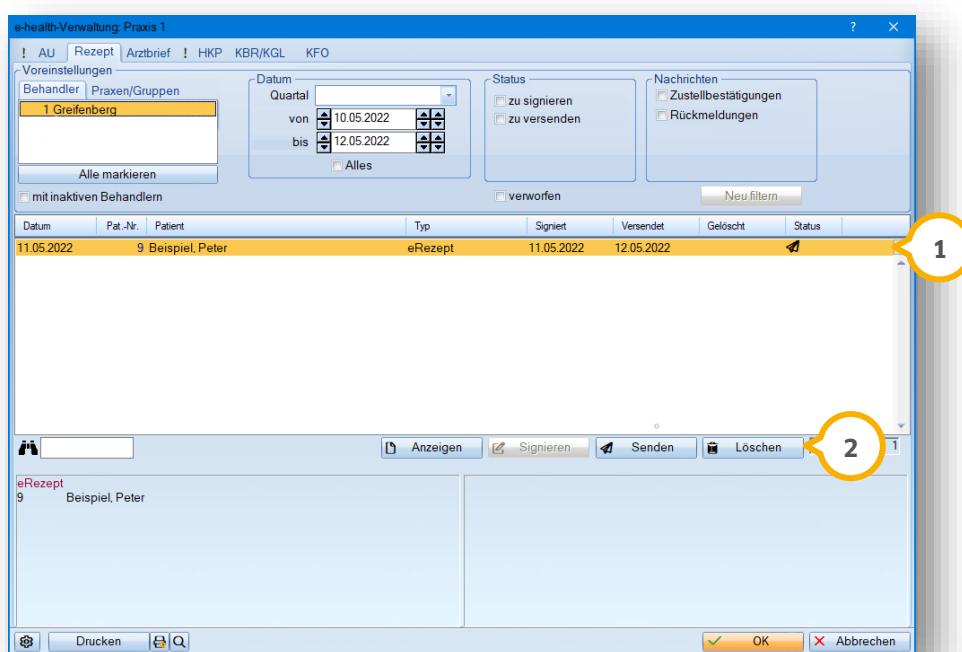 e-health-Verwaltung: Praxis 1 ?
! AU Rezept Arztbrief ! HKP KBR/KGL KFO
Voreinstellungen
Behandler Praxen/Gruppen
1 Greifenberg
Alle markieren
mit inaktiven Behandlern
Datum
Quartal
von 10.05.2022
bis 12.05.2022
Alles
Status
zu signieren
zu versenden
verworfen
Nachrichten
Zustellbestätigungen
Rückmeldungen
Neu filtern
Datum Pat.-Nr. Patient Typ Signiert Versendet Gelöscht Status
11.05.2022 9 Beispiel, Peter eRezept 11.05.2022 12.05.2022
1
Anzeigen Signieren Senden Löschen 2 1
eRezept
9 Beispiel, Peter
Drucken OK Abbrechen